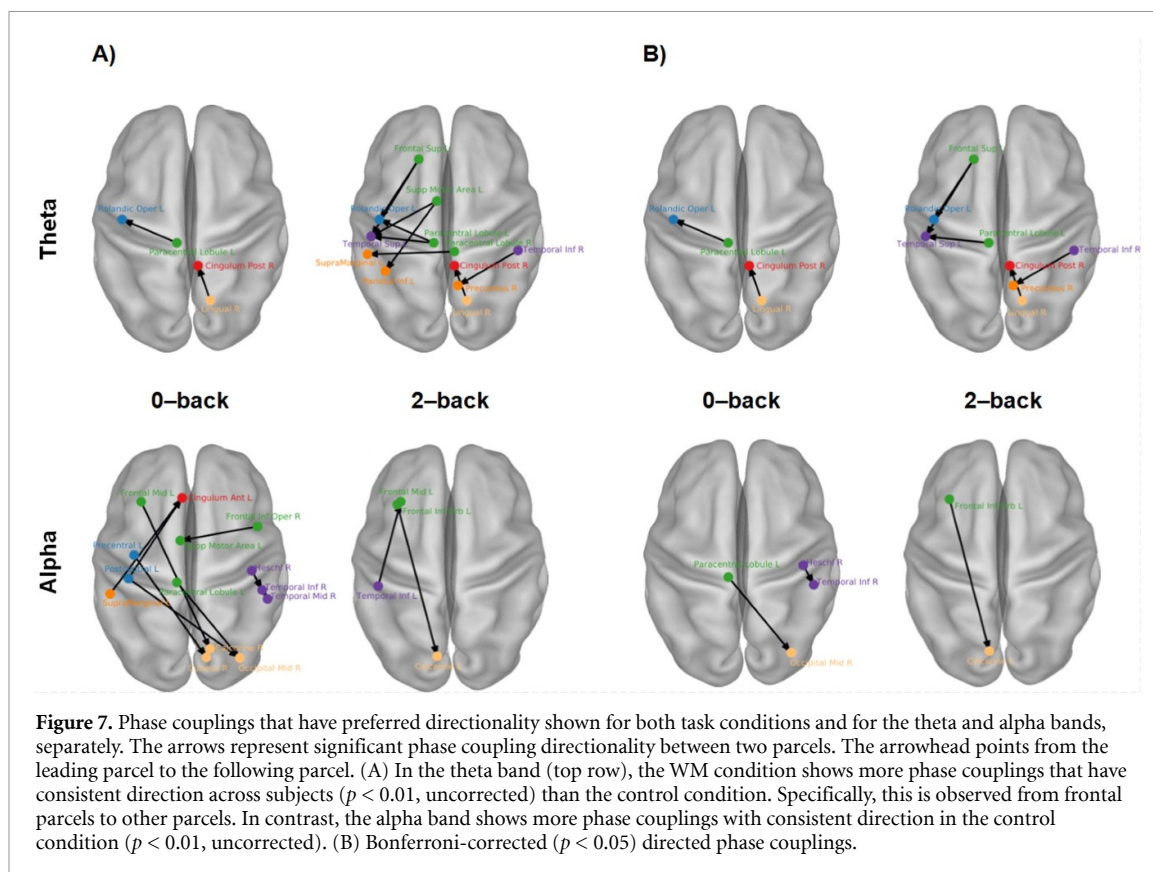 A)
B)
Theta
Rolandic Oper L
Paracentral Lobule L
Cingulum Post R
Lingual R
Frontal Sup
Supp Motor Area L
Rolandic Oper L
Paracentral Lobule L
Paracentral Lobule R
Temporal Sup
Temporal Inf R
SupraMarginal
Cingulum Post R
Inf L
Precuneus R
Lingual R
Rolandic Oper L
Paracentral Lobule L
Cingulum Post R
Lingual R
Frontal Sup
Rolandic Oper L
Temporal Sup L
Paracentral Lobule L
Temporal Inf R
Cingulum Post R
Precuneus R
Lingual R
0–back
2–back
0–back
2–back
Alpha
Frontal Mid L
Cingulum Ant L
Frontal Inf Oper R
Supp Motor Area L
Precentral L
Postcentral L
Heschl R
Temporal Inf R
Temporal Mid R
Paracentral Lobule L
SupraMarginal L
R
R
Occipital Mid R
Frontal Mid L
Frontal Inf Orb L
Temporal Inf L
Paracentral Lobule L
Heschl R
Temporal Inf R
Occipital Mid R
Frontal Inf Orb L
Figure 7. Phase couplings that have preferred directionality shown for both task conditions and for the theta and alpha bands,
separately. The arrows represent significant phase coupling directionality between two parcels. The arrowhead points from the
leading parcel to the following parcel. (A) In the theta band (top row), the WM condition shows more phase couplings that have
consistent direction across subjects (p < 0.01, uncorrected) than the control condition. Specifically, this is observed from frontal
parcels to other parcels. In contrast, the alpha band shows more phase couplings with consistent direction in the control
condition (p < 0.01, uncorrected). (B) Bonferroni-corrected (p < 0.05) directed phase couplings.